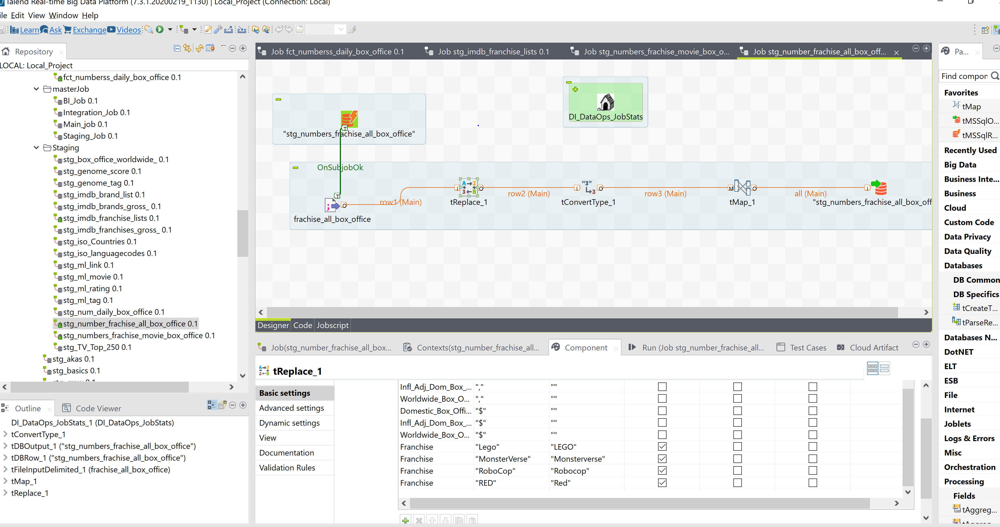 Talend Real-time Big Data Platform (7.3.1.20200219_1130) | Local_Project (Connection: Local)
ile Edit View Window Help
Learn Ask Exchange Videos
Repository
LOCAL: Local_Project
fct_numberss_daily_box_office 0.1
masterJob
BI_Job 0.1
Integration_Job 0.1
Main_job 0.1
Staging_Job 0.1
Staging
stg_box_office_worldwide_ 0.1
stg_genome_score 0.1
stg_genome_tag 0.1
stg_imdb_brand_list 0.1
stg_imdb_brands_gross_ 0.1
stg_imdb_franchise_lists 0.1
stg_imdb_franchises_gross_ 0.1
stg_iso_Countries 0.1
stg_iso_languagecodes 0.1
stg_ml_link 0.1
stg_ml_movie 0.1
stg_ml_rating 0.1
stg_ml_tag 0.1
stg_num_daily_box_office 0.1
stg_number_frachise_all_box_office 0.1
stg_numbers_frachise_movie_box_office 0.1
stg_TV_Top_250 0.1
stg_akas 0.1
stg_basics 0.1
Outline Code Viewer
DI_DataOps_JobStats_1 (DI_DataOps_JobStats)
tConvertType_1
tDBOutput_1 ("stg_numbers_frachise_all_box_office")
tDBRow_1 ("stg_numbers_frachise_all_box_office")
tFileInputDelimited_1 (frachise_all_box_office)
tMap_1
tReplace_1
Job fct_numberss_daily_box_office 0.1 Job stg_imdb_franchise_lists 0.1 Job stg_numbers_frachise_movie_box_o... Job stg_number_frachise_all_box_off...
DI_DataOps_JobStats
"stg_numbers_frachise_all_box_office"
OnSubjobOk
row1 (Main)
row2 (Main)
row3 (Main)
all (Main)
tReplace_1
tConvertType_1
tMap_1
"stg_numbers_frachise_all_box_off
frachise_all_box_office
Designer Code Jobscript
Job(stg_number_frachise_all_box... Contexts(stg_number_frachise_all... Component Run (Job stg_number_frachise_all... Test Cases Cloud Artifact
tReplace_1
Basic settings
Advanced settings
Dynamic settings
View
Documentation
Validation Rules
Infl_Adj_Dom_Box_... "," ""
Worldwide_Box_O... "," ""
Domestic_Box_Offi... "$" ""
Infl_Adj_Dom_Box_... "$" ""
Worldwide_Box_O... "$" ""
Franchise "Lego" "LEGO"
Franchise "MonsterVerse" "Monsterverse"
Franchise "RoboCop" "Robocop"
Franchise "RED" "Red"
Pa...
Find compor
Favorites
tMap
tMSSqlO...
tMSSqlR...
Recently Used
Big Data
Business Inte...
Business
Cloud
Custom Code
Data Privacy
Data Quality
Databases
DB Common
DB Specifics
tCreateT...
tParseRe...
Databases N...
DotNET
ELT
ESB
File
Internet
Joblets
Logs & Errors
Misc
Orchestration
Processing
Fields
tAggreg...